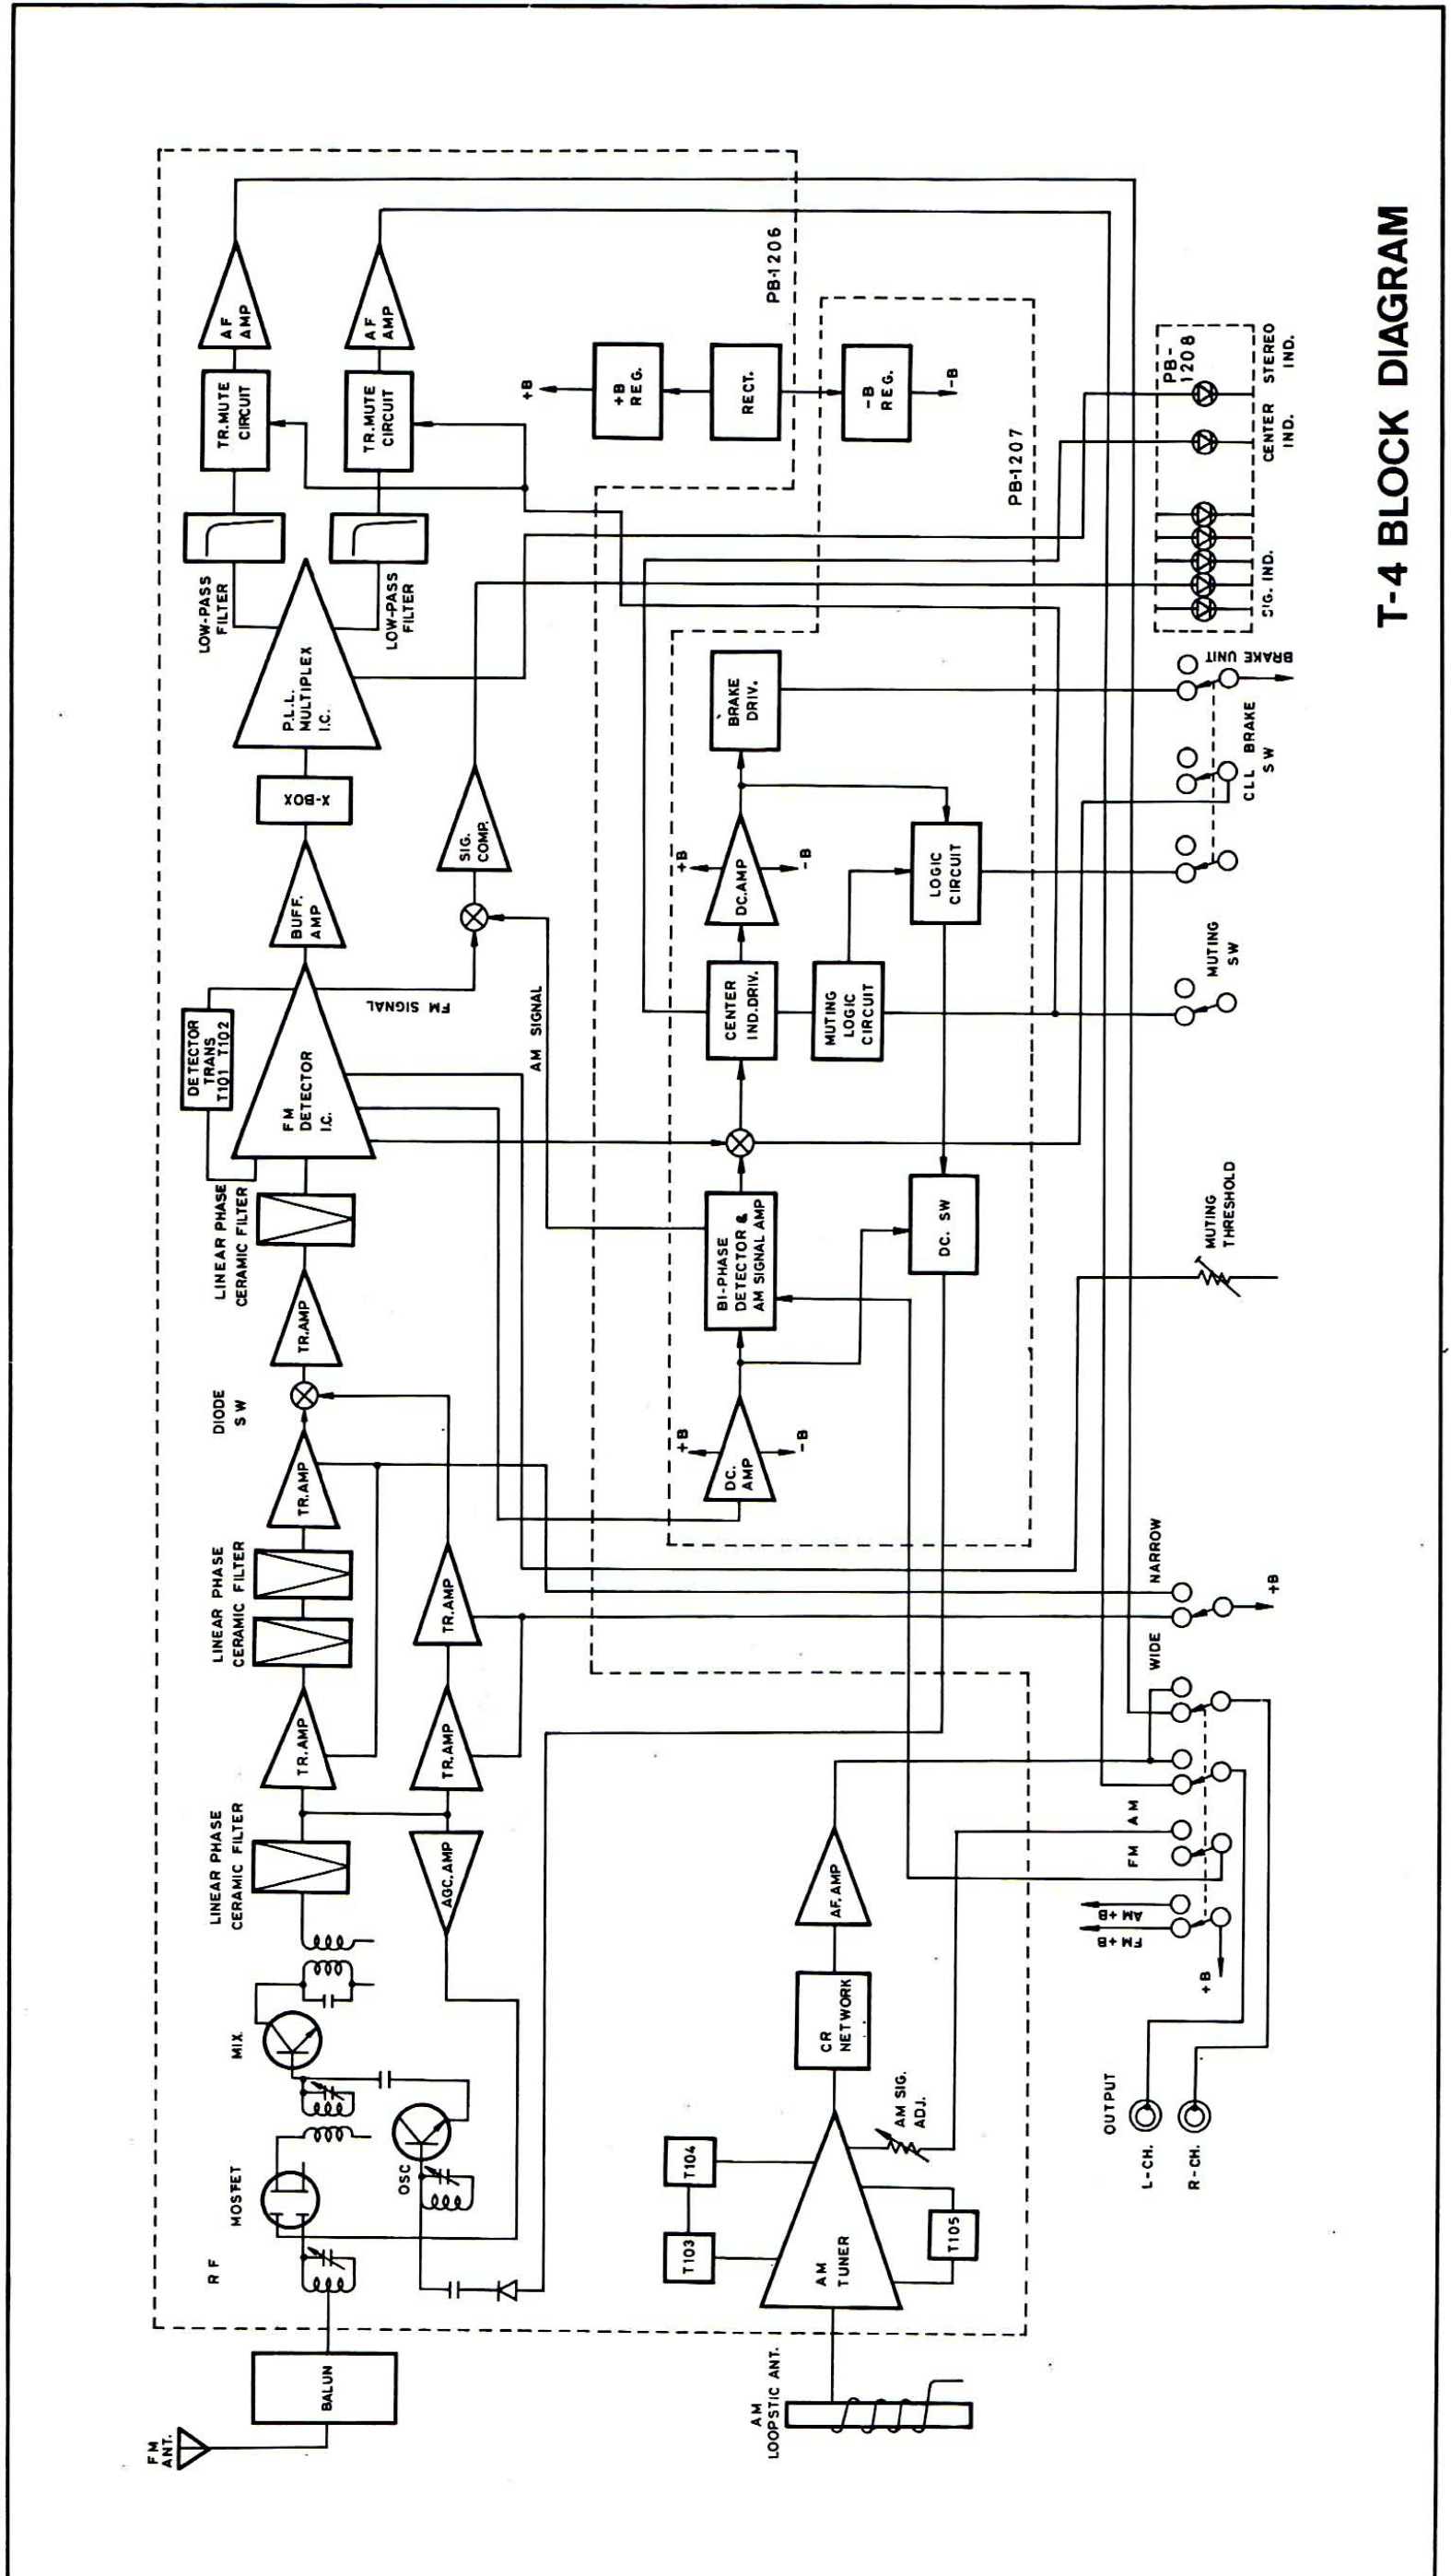 T-4 BLOCK DIAGRAM
FM
ANT.
BALUN
RF
MOSFET
MIX.
OSC
LINEAR PHASE
CERAMIC FILTER
TR.AMP
AGC.AMP
TR.AMP
LINEAR PHASE
CERAMIC FILTER
TR.AMP
TR.AMP
DIODE
SW
TR.AMP
LINEAR PHASE
CERAMIC FILTER
DETECTOR
TRANS
T101 T102
FM
DETECTOR
I.C.
FM SIGNAL
AM SIGNAL
BUFF.
AMP
SIG.
COMP.
X-BOX
P.L.L.
MULTIPLEX
I.C.
LOW-PASS
FILTER
LOW-PASS
FILTER
TR.MUTE
CIRCUIT
TR.MUTE
CIRCUIT
AF
AMP
AF
AMP
+B
+B
REG.
RECT.
PB-1206
-B
REG.
-B
PB-1207
DC.
AMP
+B
-B
BI-PHASE
DETECTOR &
AM SIGNAL AMP
DC. SW
CENTER
IND.DRIV.
MUTING
LOGIC
CIRCUIT
DC.AMP
+B
-B
LOGIC
CIRCUIT
BRAKE
DRIV.
AM
LOOPSTIC ANT.
T103
T104
AM
TUNER
T105
AM SIG.
ADJ.
CR
NETWORK
AF.AMP
OUTPUT
L-CH.
R-CH.
+B
FM+B
AM+B
FM
AM
WIDE
NARROW
+B
MUTING
THRESHOLD
MUTING
SW
CLL BRAKE
SW
BRAKE UNIT
SIG. IND.
CENTER
IND.
STEREO
IND.
PB-
1208